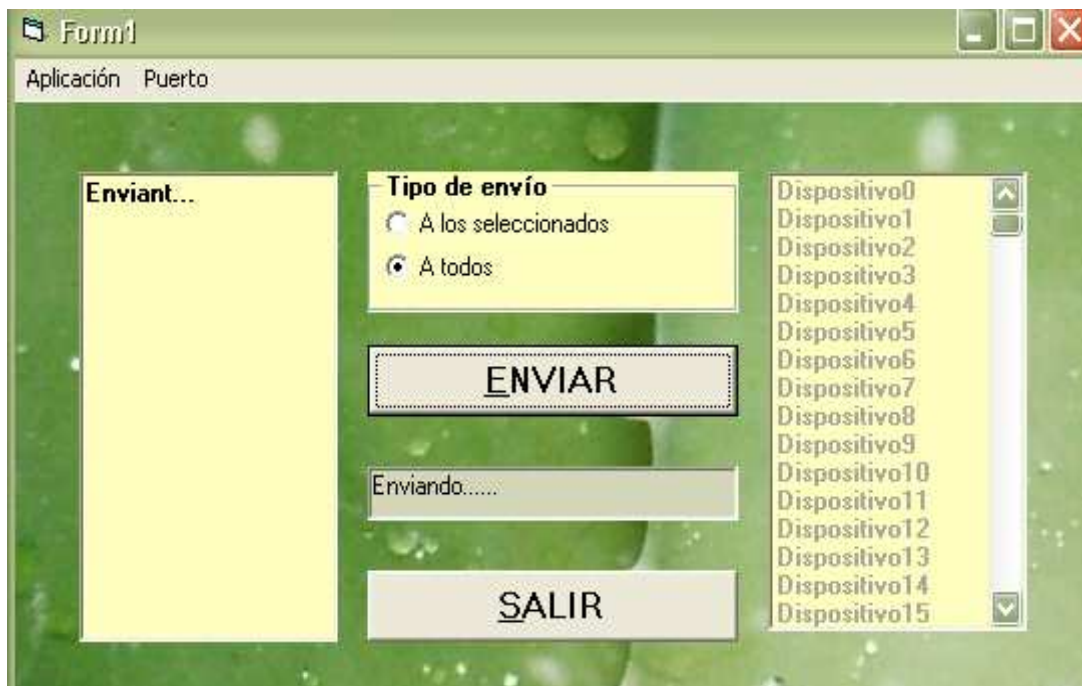 Form1
Aplicación Puerto
Enviant...
Tipo de envío
A los seleccionados
A todos
ENVIAR
Enviando......
SALIR
Dispositivo0
Dispositivo1
Dispositivo2
Dispositivo3
Dispositivo4
Dispositivo5
Dispositivo6
Dispositivo7
Dispositivo8
Dispositivo9
Dispositivo10
Dispositivo11
Dispositivo12
Dispositivo13
Dispositivo14
Dispositivo15